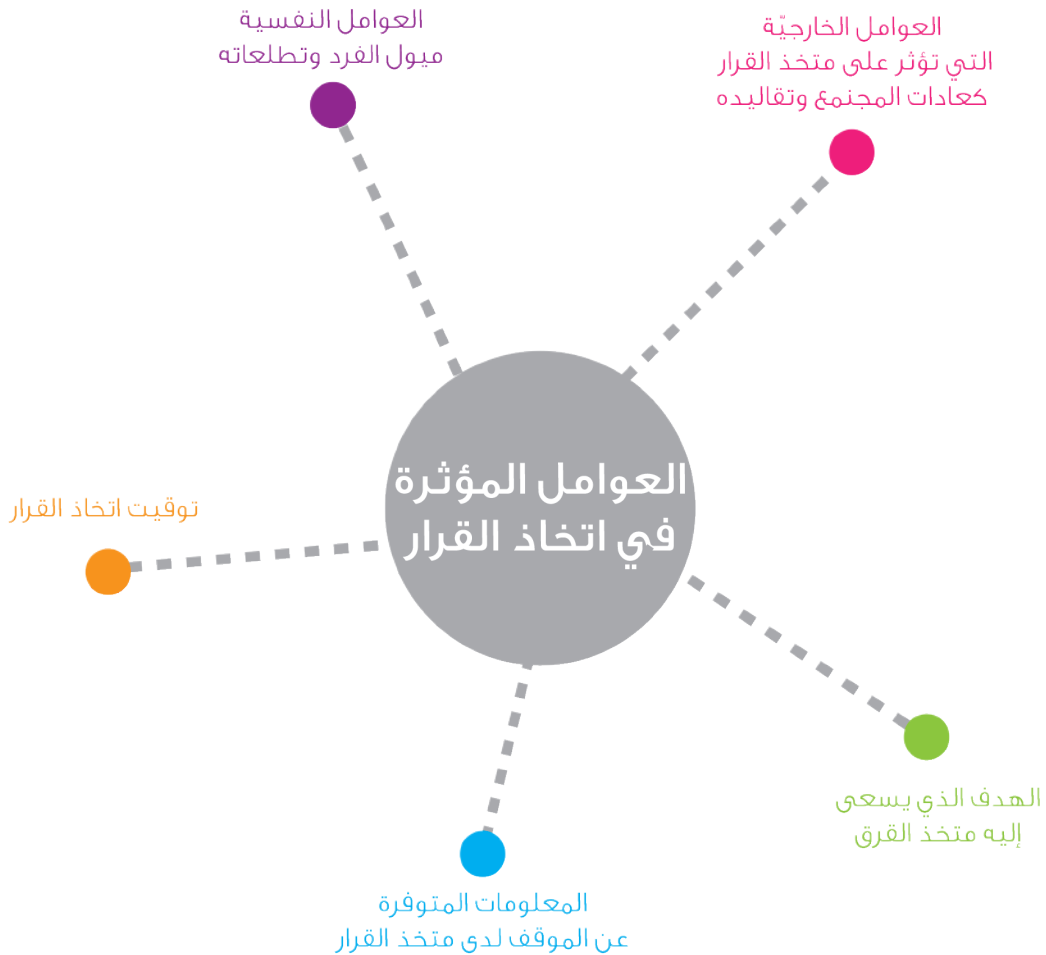 العوامل النفسية
ميول الفرد وتطلعاته
العوامل الخارجيّة
التي تؤثر على متخذ القرار
كعادات المجنمع وتقاليده
العوامل المؤثرة
في اتخاذ القرار
توقيت اتخاذ القرار
الهدف الذي يسعى
إليه متخذ القرق
المعلومات المتوفرة
عن الموقف لدى متخذ القرار